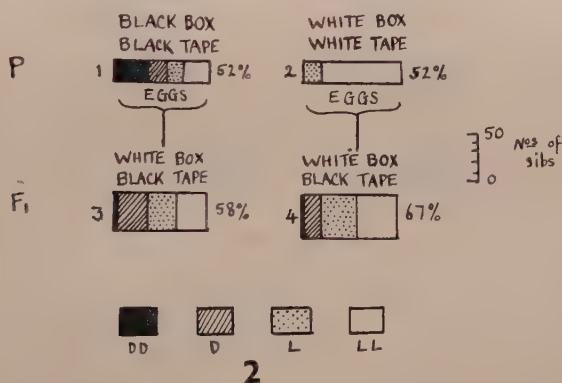 BLACK BOX WHITE BOX
BLACK TAPE WHITE TAPE
P 1 52% 2 52%
EGGS EGGS
WHITE BOX WHITE BOX
BLACK TAPE BLACK TAPE
50 Nos of
0 sibs
F1 3 58% 4 67%
DD D L LL
2